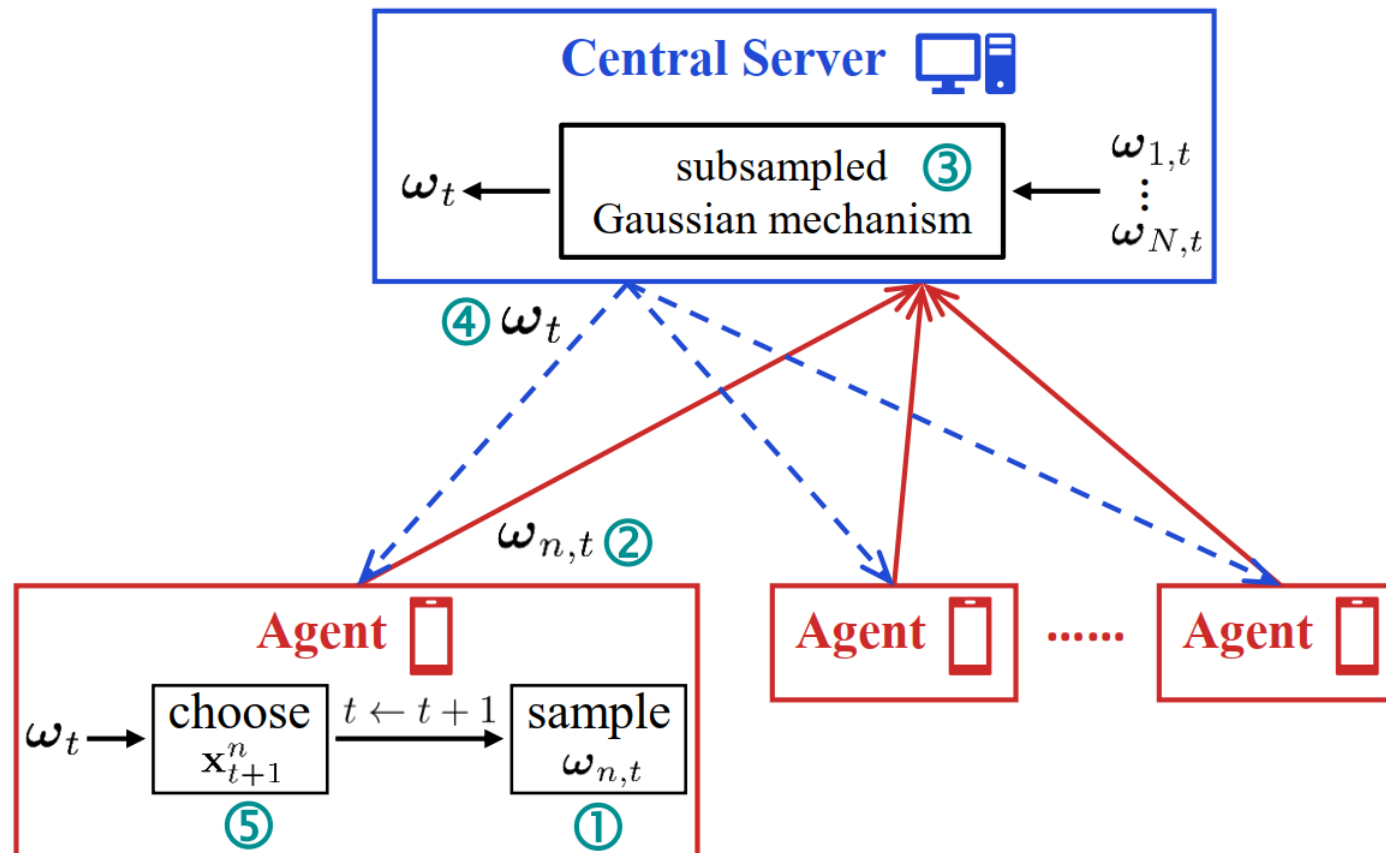 Central Server
subsampled ③
Gaussian mechanism
ω_t
ω_{1,t}
⋮
ω_{N,t}
④ ω_t
ω_{n,t} ②
Agent
Agent
......
Agent
ω_t
choose
x^n_{t+1}
t ← t + 1
sample
ω_{n,t}
⑤
①